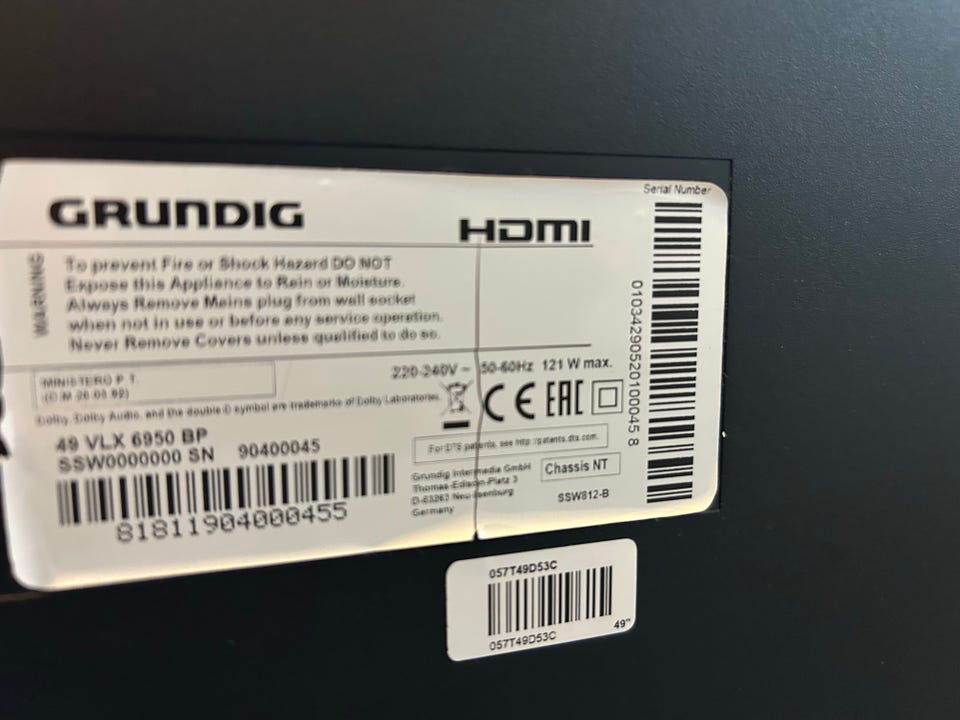 GRUNDIG
HDMI
Serial Number
WARNING
To prevent Fire or Shock Hazard DO NOT
Expose this Appliance to Rain or Moisture.
Always Remove Mains plug from wall socket
when not in use or before any service operation.
Never Remove Covers unless qualified to do so.
220-240V ~ 50-60Hz 121 W max.
MINISTERO P. T.
Dolby, Dolby Audio, and the double D symbol are trademarks of Dolby Laboratories.
CE EAC
49 VLX 6950 BP
SSW0000000 SN 90400045
81811904000455
For DTS patents, see http://patents.dts.com.
Grundig Intermedia GmbH
Thomas-Edison-Platz 3
D-63263 Neu-Isenburg
Germany
Chassis NT
SSW812-B
01034290520100045 8
057T49D53C
057T49D53C
49"